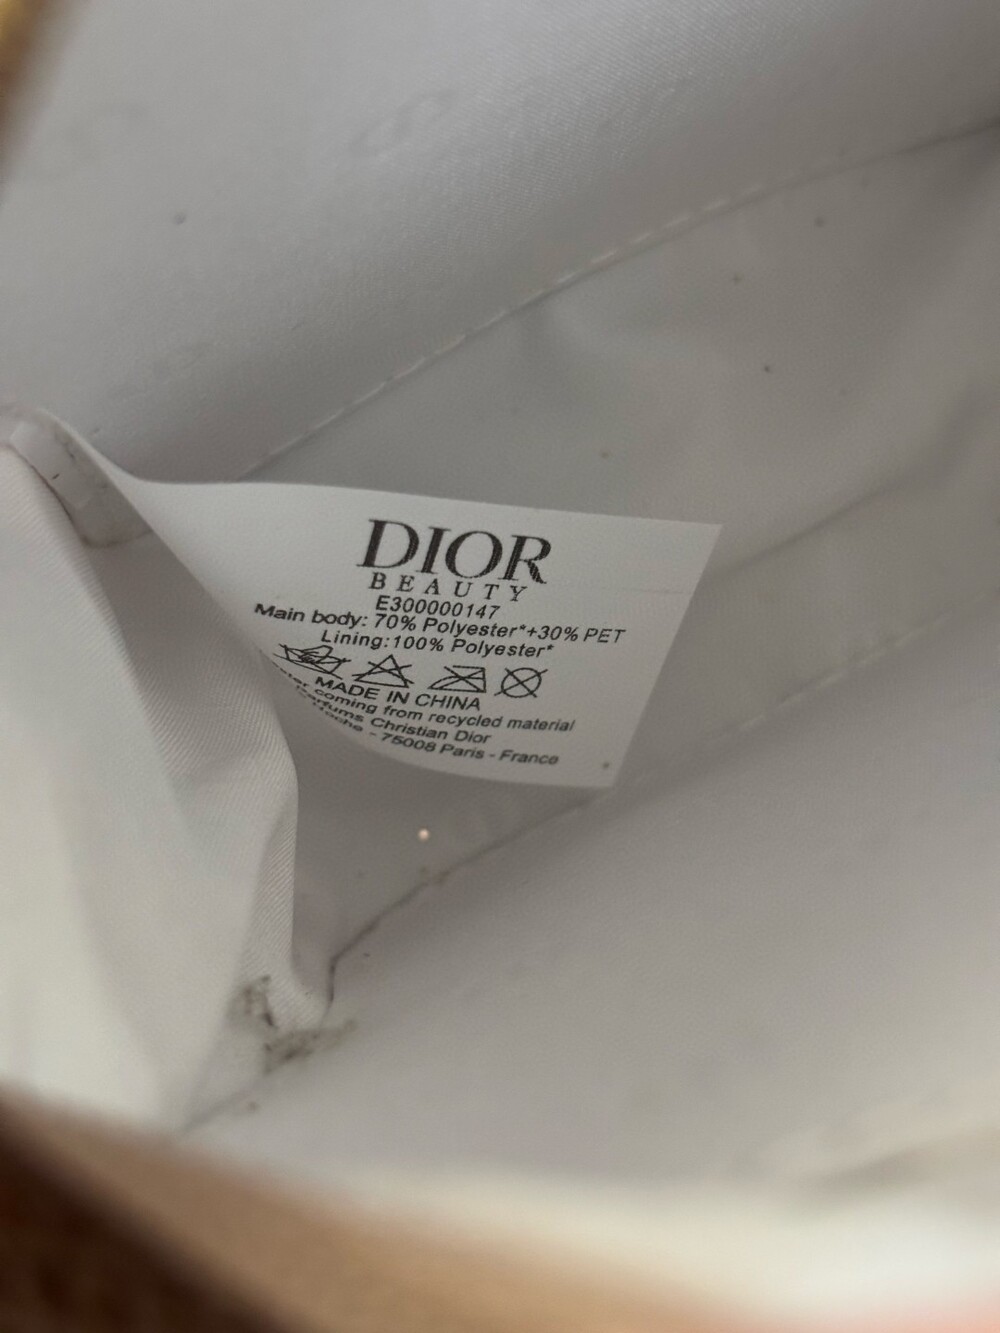 DIOR
BEAUTY
E300000147
Main body: 70% Polyester*+30% PET
Lining:100% Polyester*
MADE IN CHINA
coming from recycled material
Christian Dior
- 75008 Paris - France